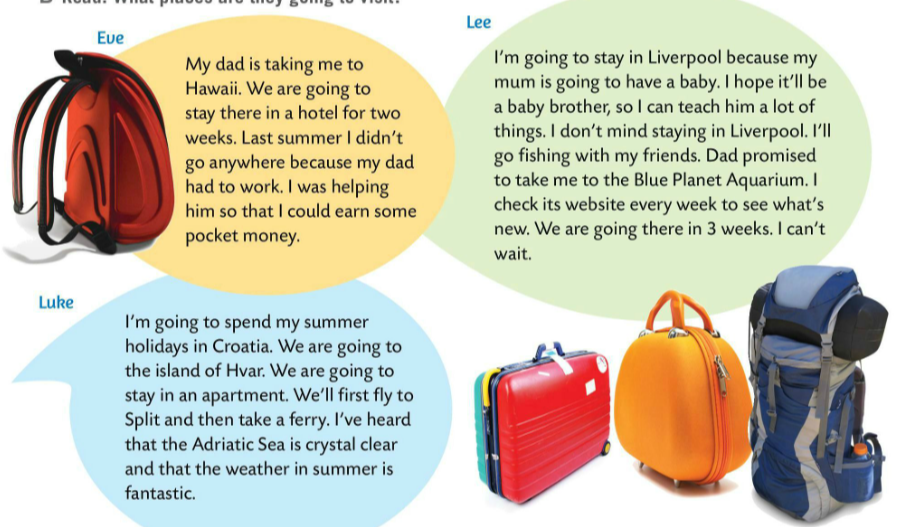 Read! What places are they going to visit?
Eve
My dad is taking me to
Hawaii. We are going to
stay there in a hotel for two
weeks. Last summer I didn't
go anywhere because my dad
had to work. I was helping
him so that I could earn some
pocket money.
Lee
I'm going to stay in Liverpool because my
mum is going to have a baby. I hope it'll be
a baby brother, so I can teach him a lot of
things. I don't mind staying in Liverpool. I'll
go fishing with my friends. Dad promised
to take me to the Blue Planet Aquarium. I
check its website every week to see what's
new. We are going there in 3 weeks. I can't
wait.
Luke
I'm going to spend my summer
holidays in Croatia. We are going to
the island of Hvar. We are going to
stay in an apartment. We'll first fly to
Split and then take a ferry. I've heard
that the Adriatic Sea is crystal clear
and that the weather in summer is
fantastic.